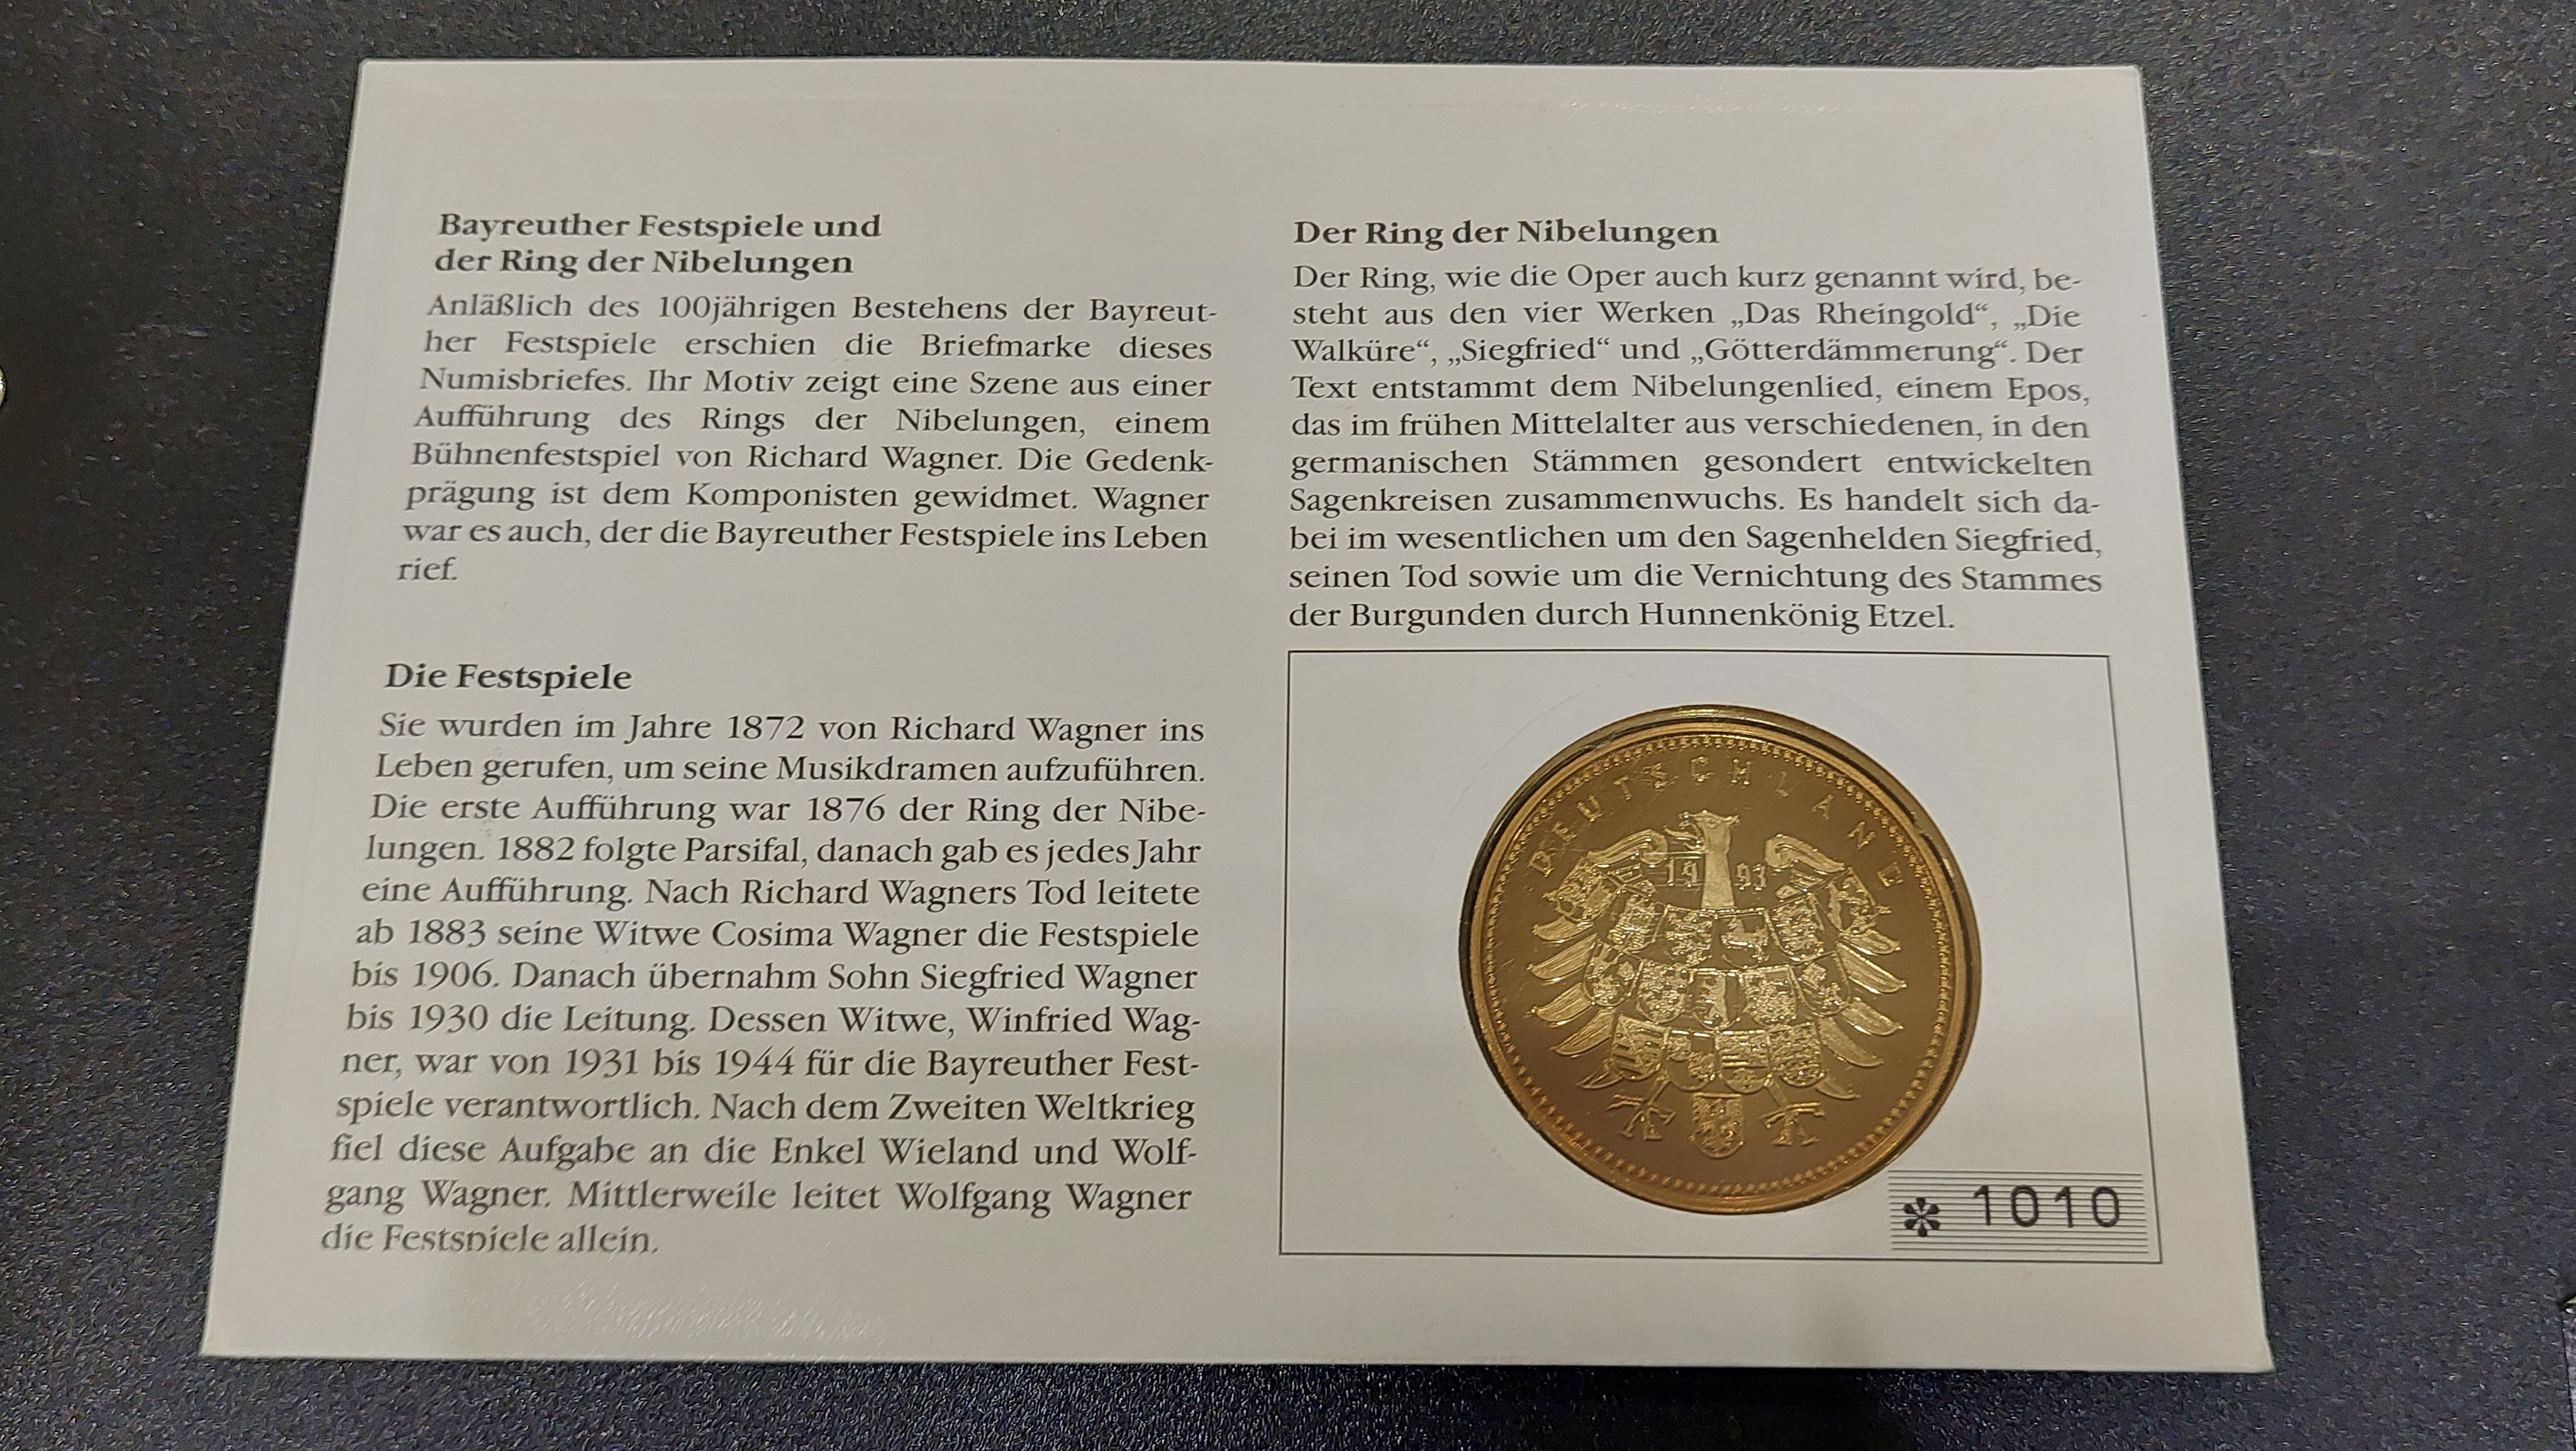 Bayreuther Festspiele und
der Ring der Nibelungen
Anläßlich des 100jährigen Bestehens der Bayreut-
her Festspiele erschien die Briefmarke dieses
Numisbriefes. Ihr Motiv zeigt eine Szene aus einer
Aufführung des Rings der Nibelungen, einem
Bühnenfestspiel von Richard Wagner. Die Gedenk-
prägung ist dem Komponisten gewidmet. Wagner
war es auch, der die Bayreuther Festspiele ins Leben
rief.
Die Festspiele
Sie wurden im Jahre 1872 von Richard Wagner ins
Leben gerufen, um seine Musikdramen aufzuführen.
Die erste Aufführung war 1876 der Ring der Nibe-
lungen. 1882 folgte Parsifal, danach gab es jedes Jahr
eine Aufführung. Nach Richard Wagners Tod leitete
ab 1883 seine Witwe Cosima Wagner die Festspiele
bis 1906. Danach übernahm Sohn Siegfried Wagner
bis 1930 die Leitung. Dessen Witwe, Winfried Wag-
ner, war von 1931 bis 1944 für die Bayreuther Fest-
spiele verantwortlich. Nach dem Zweiten Weltkrieg
fiel diese Aufgabe an die Enkel Wieland und Wolf-
gang Wagner. Mittlerweile leitet Wolfgang Wagner
die Festspiele allein.
Der Ring der Nibelungen
Der Ring, wie die Oper auch kurz genannt wird, be-
steht aus den vier Werken „Das Rheingold“, „Die
Walküre“, „Siegfried“ und „Götterdämmerung“. Der
Text entstammt dem Nibelungenlied, einem Epos,
das im frühen Mittelalter aus verschiedenen, in den
germanischen Stämmen gesondert entwickelten
Sagenkreisen zusammenwuchs. Es handelt sich da-
bei im wesentlichen um den Sagenhelden Siegfried,
seinen Tod sowie um die Vernichtung des Stammes
der Burgunden durch Hunnenkönig Etzel.
DEUTSCHLAND
19 93
* 1010